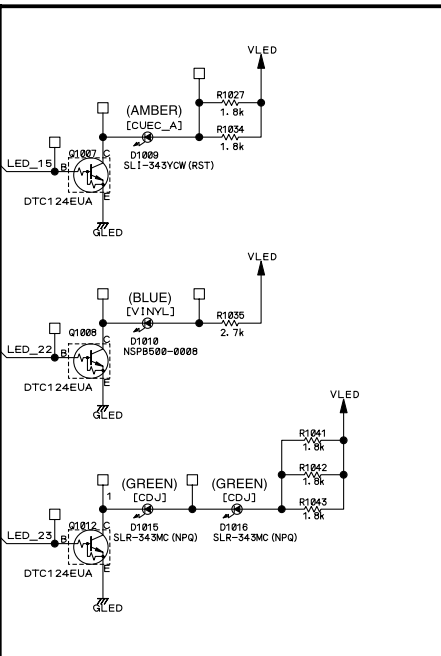 VLED
R1027
1.8k
(AMBER)
[CUEC_A]
R1034
1.8k
Q1007
C
D1009
SLI-343YCW(RST)
LED_15
B
E
DTC124EUA
GLED
VLED
(BLUE)
[VINYL]
R1035
2.7k
Q1008
C
D1010
NSPB500-0008
LED_22
B
E
DTC124EUA
GLED
VLED
R1041
1.8k
R1042
1.8k
(GREEN)
[CDJ]
(GREEN)
[CDJ]
1
R1043
1.8k
Q1012
C
D1015
SLR-343MC(NPQ)
D1016
SLR-343MC(NPQ)
LED_23
B
E
DTC124EUA
GLED